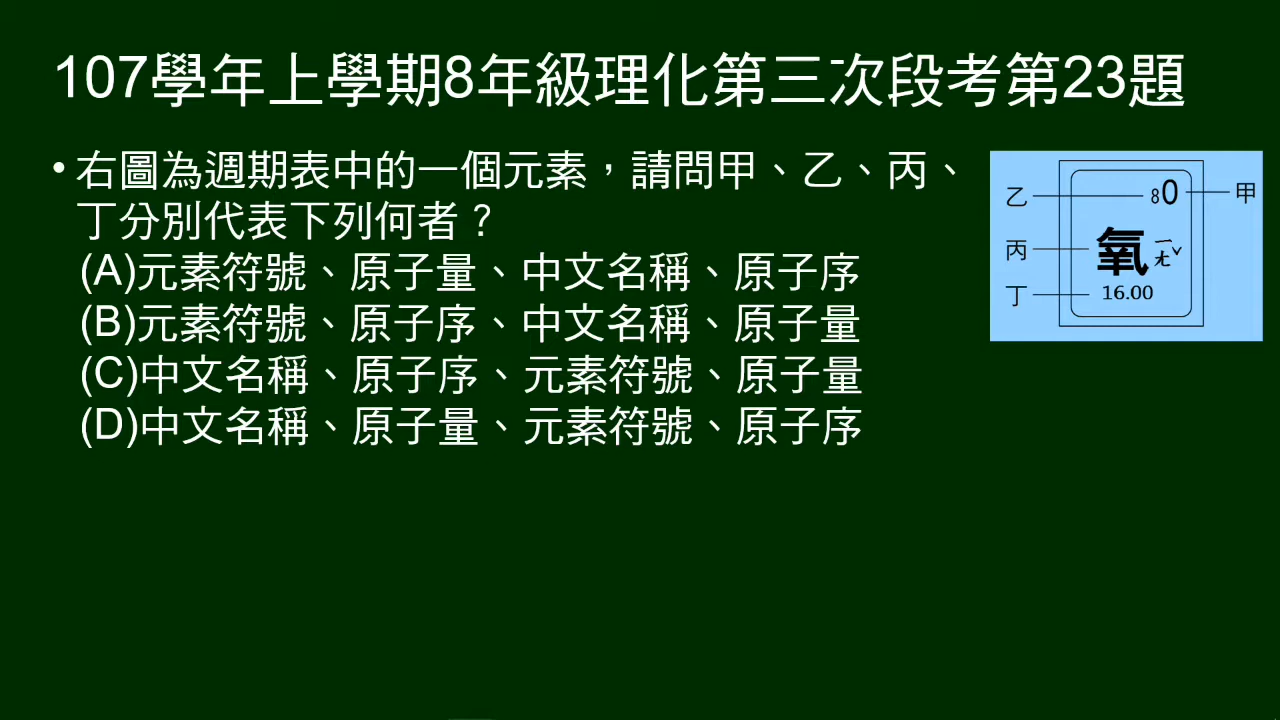 107學年上學期8年級理化第三次段考第23題
•右圖為週期表中的一個元素，請問甲、乙、丙、
丁分別代表下列何者？
(A)元素符號、原子量、中文名稱、原子序
(B)元素符號、原子序、中文名稱、原子量
(C)中文名稱、原子序、元素符號、原子量
(D)中文名稱、原子量、元素符號、原子序
乙 8O 甲
丙 氧 ㄧㄤˇ
丁 16.00